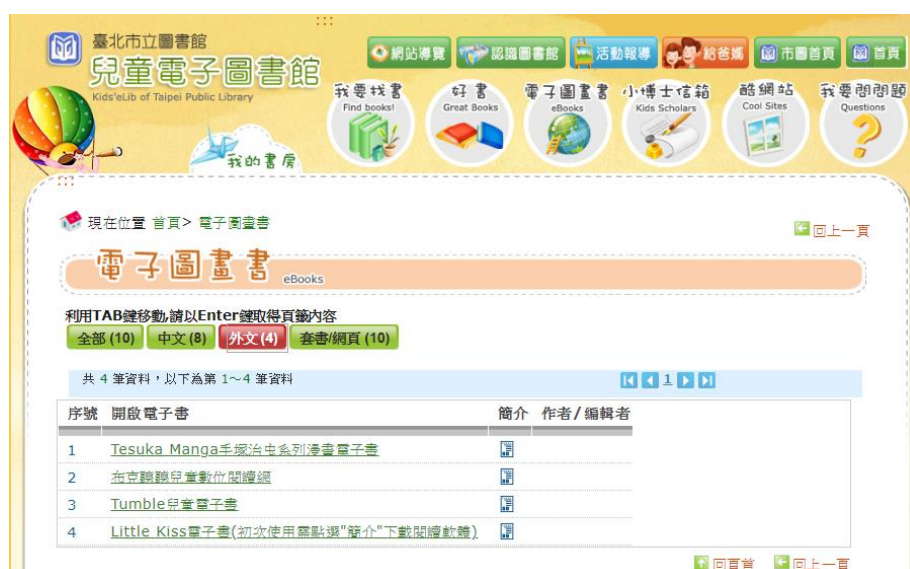 臺北市立圖書館
兒童電子圖書館
Kids'eLib of Taipei Public Library
網站導覽 認識圖書館 活動報導 給爸媽 市圖首頁 首頁
我要找書 好書 電子圖畫書 小博士信箱 酷網站 我要問問題
Find books! Great Books eBooks Kids Scholars Cool Sites Questions
我的書房
現在位置 首頁> 電子圖畫書
回上一頁
電子圖畫書 eBooks
利用TAB鍵移動,請以Enter鍵取得頁籤內容
全部 (10) 中文 (8) 外文 (4) 套書/網頁 (10)
共 4 筆資料，以下為第 1～4 筆資料 1
序號 開啟電子書 簡介 作者/編輯者
1 Tesuka Manga手塚治虫系列漫畫電子書
2 布克聽聽兒童數位閱讀網
3 Tumble兒童電子書
4 Little Kiss電子書(初次使用需點選"簡介"下載閱讀軟體)
回頁首 回上一頁